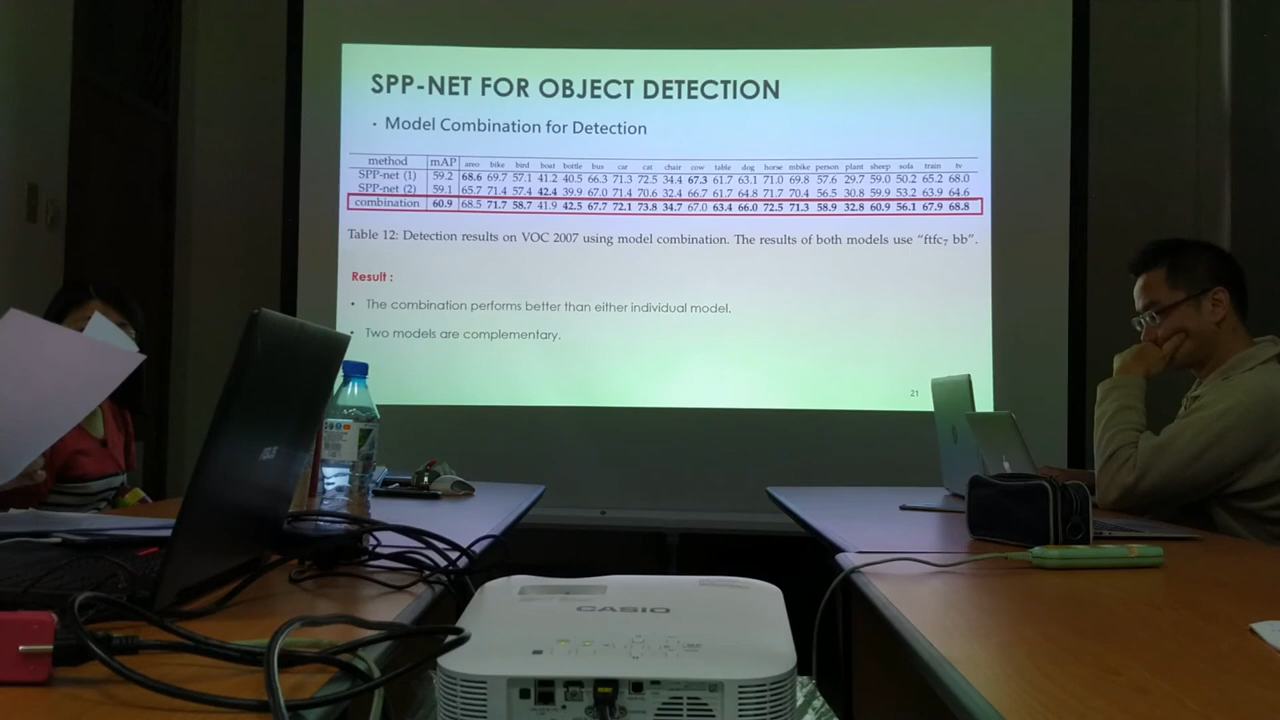 SPP-NET FOR OBJECT DETECTION
· Model Combination for Detection
method mAP areo bike bird boat bottle bus car cat chair cow table dog horse mbike person plant sheep sofa train tv
SPP-net (1) 59.2 68.6 69.7 57.1 41.2 40.5 66.3 71.3 72.5 34.4 67.3 61.7 63.1 71.0 69.8 57.6 29.7 59.0 50.2 65.2 68.0
SPP-net (2) 59.1 65.7 71.4 57.4 42.4 39.9 67.0 71.4 70.6 32.4 66.7 61.7 64.8 71.7 70.4 56.5 30.8 59.9 53.2 63.9 64.6
combination 60.9 68.5 71.7 58.7 41.9 42.5 67.7 72.1 73.8 34.7 67.0 63.4 66.0 72.5 71.3 58.9 32.8 60.9 56.1 67.9 68.8
Table 12: Detection results on VOC 2007 using model combination. The results of both models use “ftfc7 bb”.
Result :
• The combination performs better than either individual model.
• Two models are complementary.
21
ASUS
CASIO